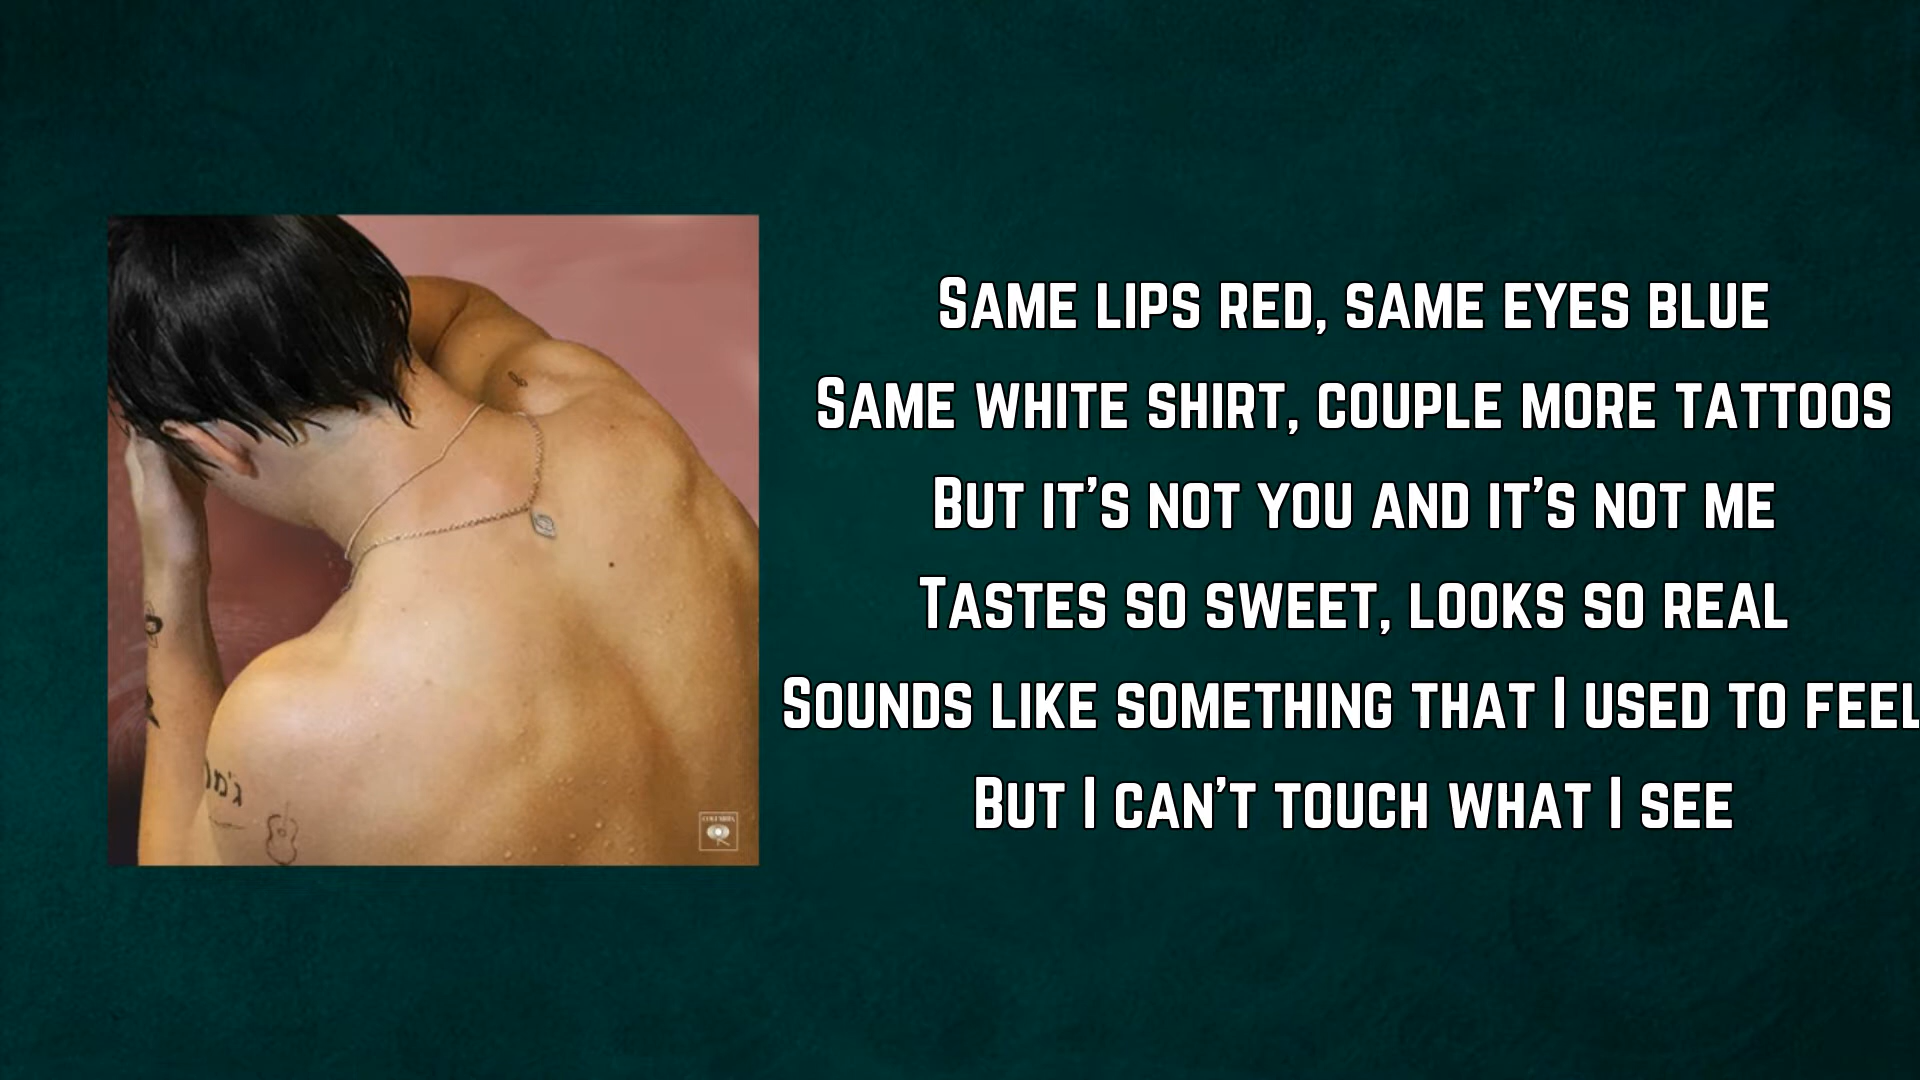 Same lips red, same eyes blue
Same white shirt, couple more tattoos
But it's not you and it's not me
Tastes so sweet, looks so real
Sounds like something that I used to feel
But I can't touch what I see
COLUMBIA